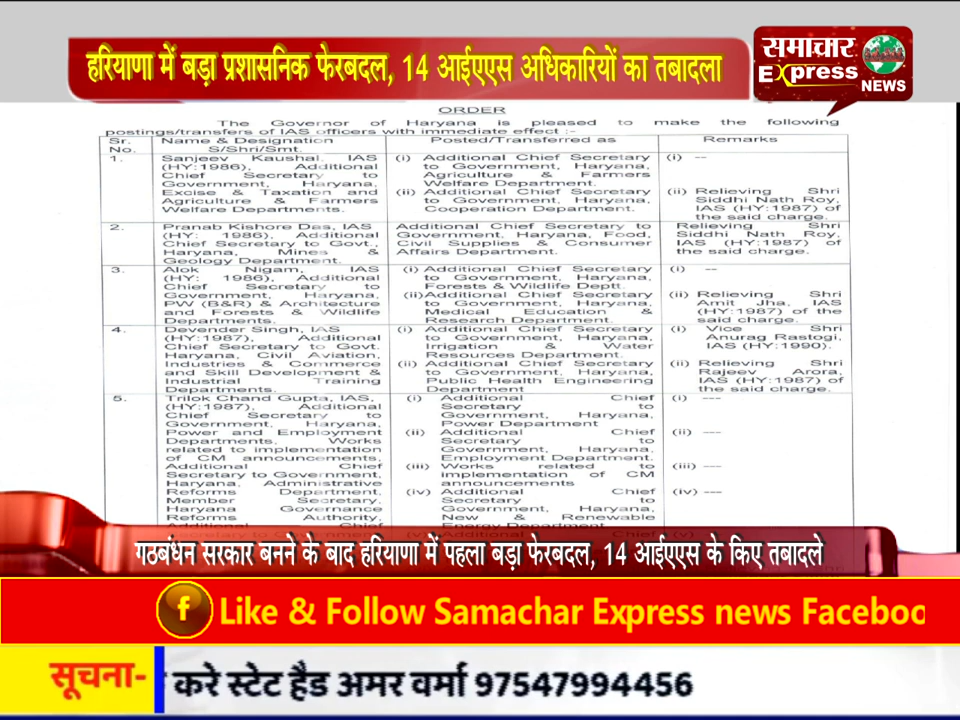 हरियाणा में बड़ा प्रशासनिक फेरबदल, 14 आईएएस अधिकारियों का तबादला
समाचार
Express
NEWS
ORDER
The Governor of Haryana is pleased to make the following
postings/transfers of IAS officers with immediate effect :-
Sr. No. Name & Designation S/Shri/Smt. Posted/Transferred as Remarks
1. Sanjeev Kaushal, IAS (i) Additional Chief Secretary (i) --
(HY:1986), Additional to Government, Haryana,
Chief Secretary to Agriculture & Farmers
Government, Haryana, Welfare Department.
Excise & Taxation and (ii) Additional Chief Secretary (ii) Relieving Shri
Agriculture & Farmers to Government, Haryana, Siddhi Nath Roy,
Welfare Departments. Cooperation Department. IAS (HY:1987) of
the said charge.
2. Pranab Kishore Das, IAS Additional Chief Secretary to Relieving Shri
(HY: 1986), Additional Government, Haryana, Food, Siddhi Nath Roy,
Chief Secretary to Govt., Civil Supplies & Consumer IAS (HY:1987) of
Haryana, Mines & Affairs Department. the said charge.
Geology Department.
3. Alok Nigam, IAS (i) Additional Chief Secretary (i) --
(HY: 1986), Additional to Government, Haryana,
Chief Secretary to Forests & Wildlife Deptt.
Government, Haryana, (ii)Additional Chief Secretary (ii) Relieving Shri
PW (B&R) & Architecture to Government, Haryana, Amit Jha, IAS
and Forests & Wildlife Medical Education & (HY:1987) of the
Departments. Research Department. said charge.
4. Devender Singh, IAS (i) Additional Chief Secretary (i) Vice Shri
(HY:1987), Additional to Government, Haryana, Anurag Rastogi,
Chief Secretary to Govt. Irrigation & Water IAS (HY:1990).
Haryana, Civil Aviation, Resources Department.
Industries & Commerce (ii) Additional Chief Secretary (ii) Relieving Shri
and Skill Development & to Government, Haryana, Rajeev Arora,
Industrial Training Public Health Engineering IAS (HY:1987) of
Departments. Department the said charge.
5. Trilok Chand Gupta, IAS, (i) Additional Chief (i) ---
(HY:1987), Additional Secretary to
Chief Secretary to Government, Haryana,
Government, Haryana, Power Department
Power and Employment (ii) Additional Chief (ii) ---
Departments, Works Secretary to
related to implementation Government, Haryana,
of CM announcements, Employment Department.
Additional Chief (iii) Works related to (iii) ---
Secretary to Government, implementation of CM
Haryana, Administrative announcements
Reforms Department, (iv) Additional Chief (iv) ---
Member Secretary, Secretary to
Haryana Governance Government, Haryana,
Reforms Authority, New & Renewable
Additional Chief Energy Department
गठबंधन सरकार बनने के बाद हरियाणा में पहला बड़ा फेरबदल, 14 आईएएस के किए तबादले
f Like & Follow Samachar Express news Faceboo
सूचना- करे स्टेट हैड अमर वर्मा 97547994456